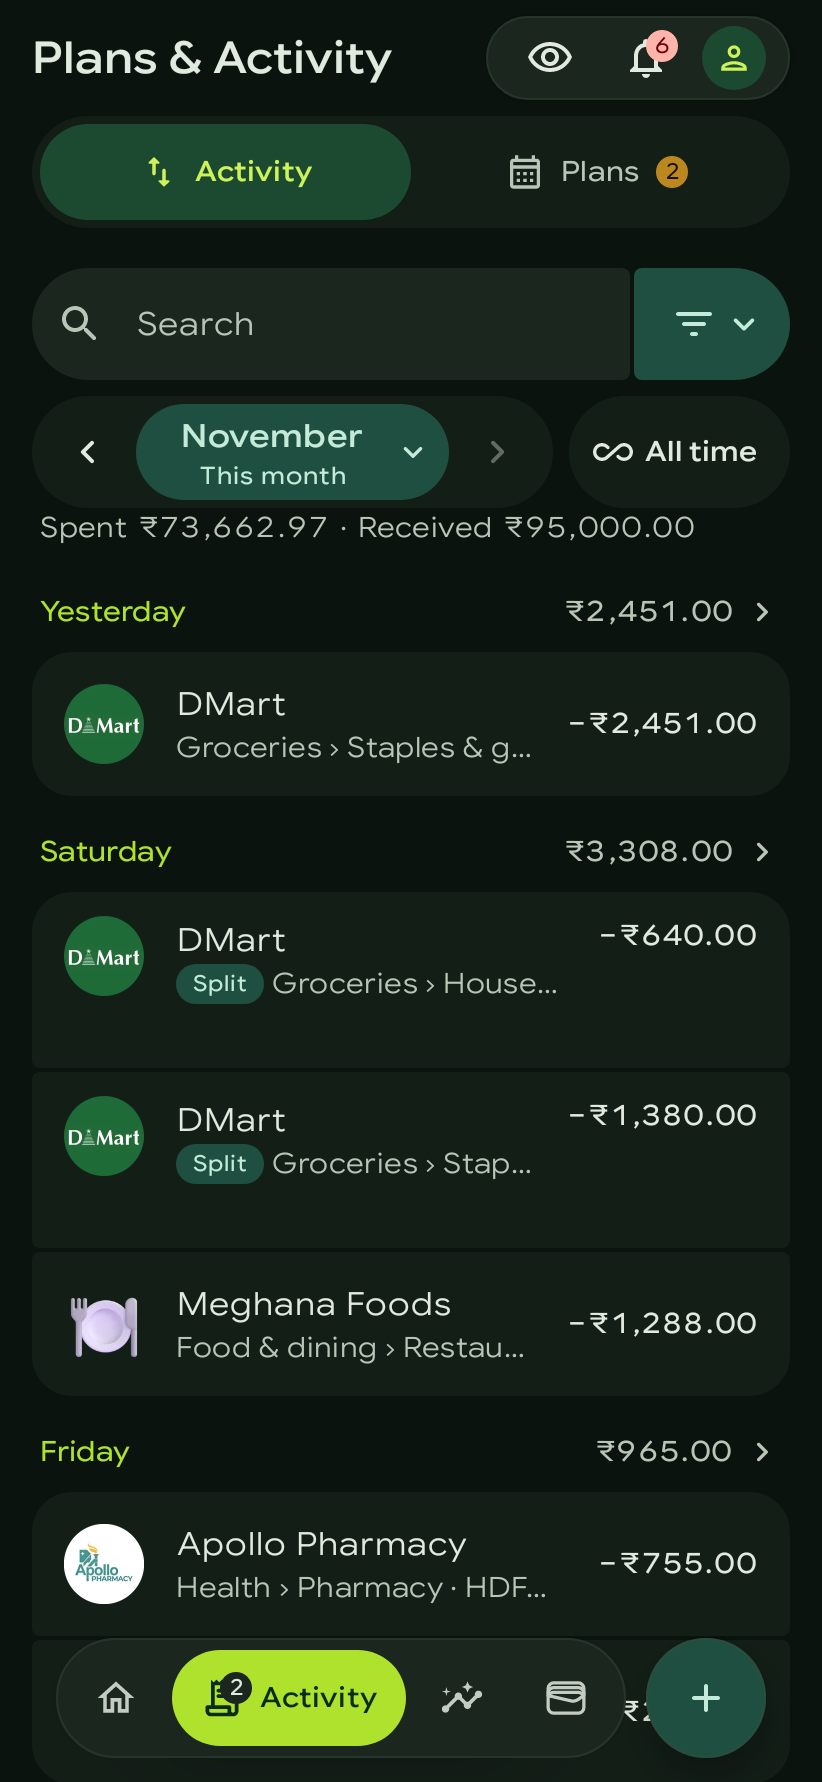 Plans & Activity
6
Activity
Plans 2
Search
November
This month
All time
Spent ₹73,662.97 · Received ₹95,000.00
Yesterday ₹2,451.00
DMart
DMart
−₹2,451.00
Groceries › Staples & g...
Saturday ₹3,308.00
DMart
DMart
−₹640.00
Split Groceries › House...
DMart
DMart
−₹1,380.00
Split Groceries › Stap...
Meghana Foods
−₹1,288.00
Food & dining › Restau...
Friday ₹965.00
Apollo PHARMACY
Apollo Pharmacy
−₹755.00
Health › Pharmacy · HDF...
2
Activity